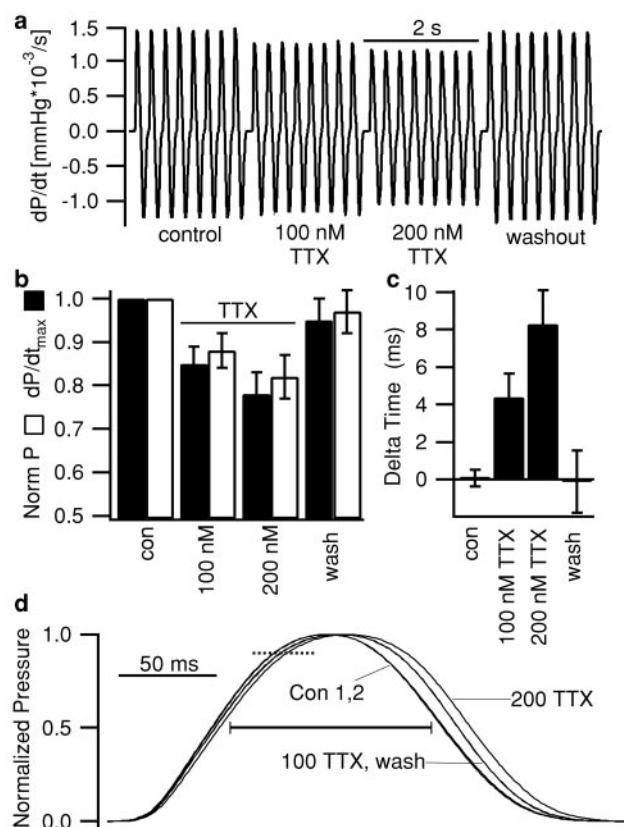 a
dP/dt [mmHg*10⁻³/s]
1.5
1.0
0.5
0.0
-0.5
-1.0
2 s
control
100 nM
TTX
200 nM
TTX
washout
b
Norm P dP/dtmax
1.0
0.9
0.8
0.7
0.6
0.5
TTX
con
100 nM
200 nM
wash
c
Delta Time (ms)
10
8
6
4
2
0
con
100 nM TTX
200 nM TTX
wash
d
Normalized Pressure
1.0
0.5
0.0
50 ms
Con 1,2
200 TTX
100 TTX, wash